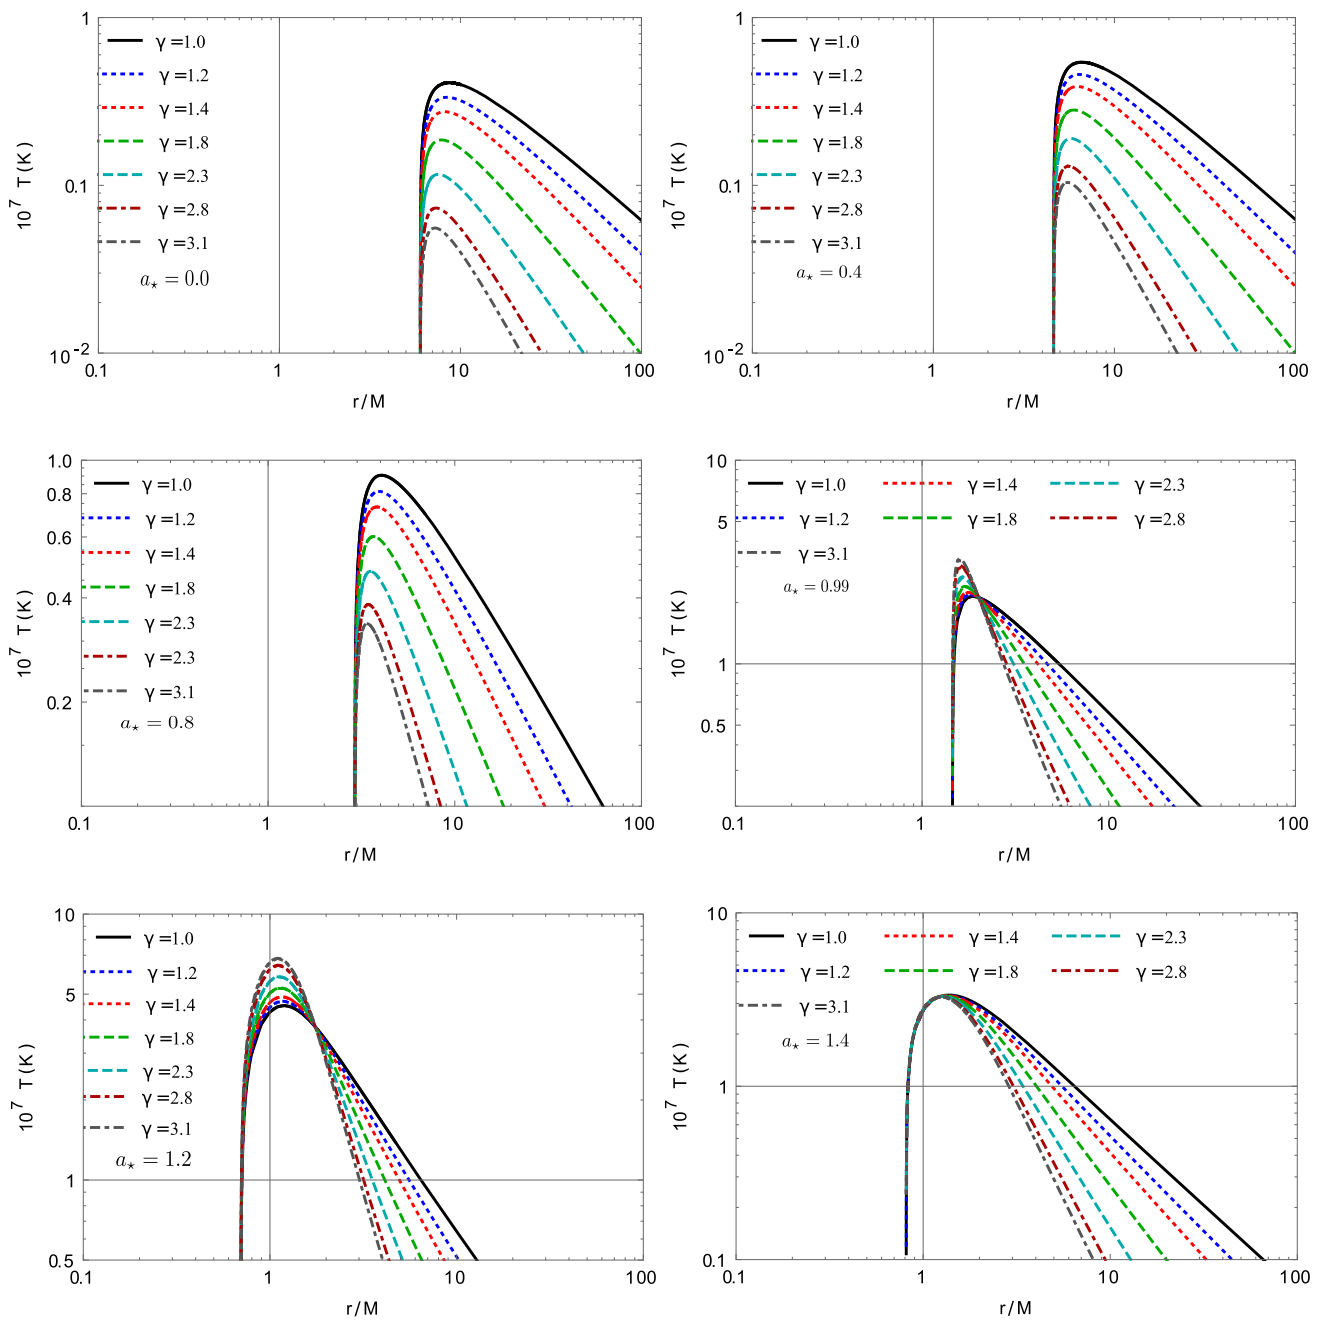 1
γ =1.0
γ =1.2
γ =1.4
γ =1.8
γ =2.3
γ =2.8
γ =3.1
a⋆ = 0.0
0.1
10^-2
10^7 T(K)
0.1 1 10 100
r/M
1
γ =1.0
γ =1.2
γ =1.4
γ =1.8
γ =2.3
γ =2.8
γ =3.1
a⋆ = 0.4
0.1
10^-2
10^7 T(K)
0.1 1 10 100
r/M
1.0
0.8
0.6
0.4
0.2
γ =1.0
γ =1.2
γ =1.4
γ =1.8
γ =2.3
γ =2.3
γ =3.1
a⋆ = 0.8
10^7 T(K)
0.1 1 10 100
r/M
10
5
1
0.5
γ =1.0 γ =1.4 γ =2.3
γ =1.2 γ =1.8 γ =2.8
γ =3.1
a⋆ = 0.99
10^7 T(K)
0.1 1 10 100
r/M
10
5
1
0.5
γ =1.0
γ =1.2
γ =1.4
γ =1.8
γ =2.3
γ =2.8
γ =3.1
a⋆ = 1.2
10^7 T(K)
0.1 1 10 100
r/M
10
5
1
0.5
0.1
γ =1.0 γ =1.4 γ =2.3
γ =1.2 γ =1.8 γ =2.8
γ =3.1
a⋆ = 1.4
10^7 T(K)
0.1 1 10 100
r/M